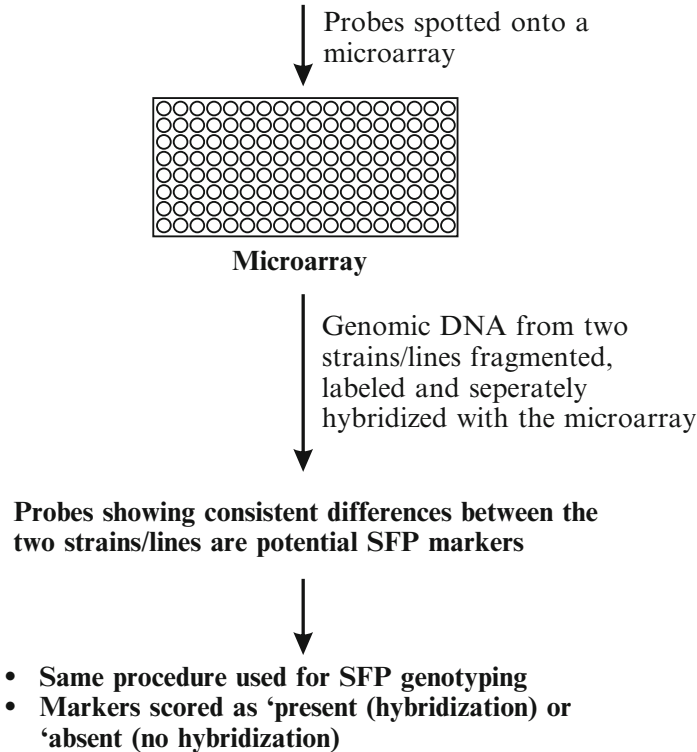 Probes spotted onto a
microarray
Microarray
Genomic DNA from two
strains/lines fragmented,
labeled and seperately
hybridized with the microarray
Probes showing consistent differences between the
two strains/lines are potential SFP markers
• Same procedure used for SFP genotyping
• Markers scored as ‘present (hybridization) or
‘absent (no hybridization)